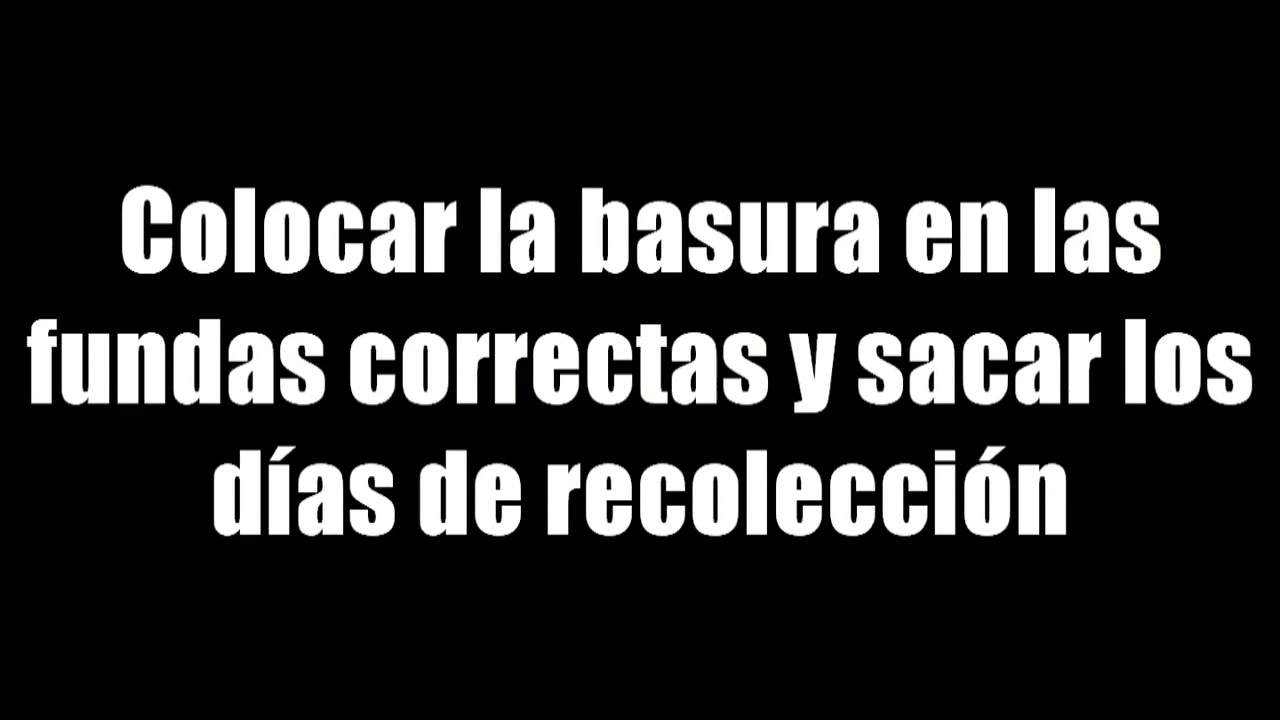 Colocar la basura en las
fundas correctas y sacar los
días de recolección